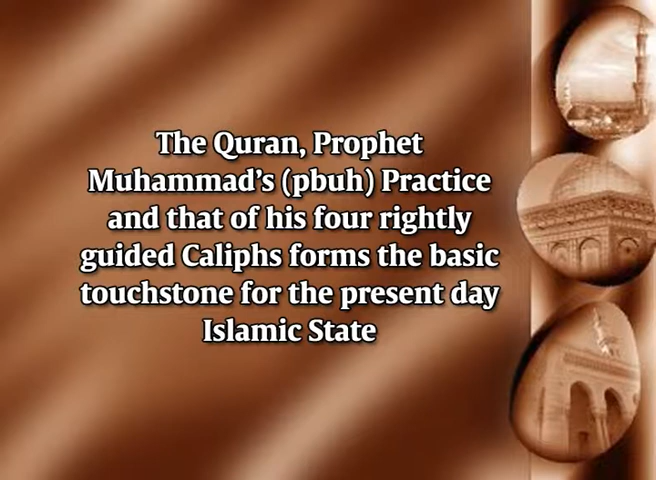 The Quran, Prophet
Muhammad's (pbuh) Practice
and that of his four rightly
guided Caliphs forms the basic
touchstone for the present day
Islamic State